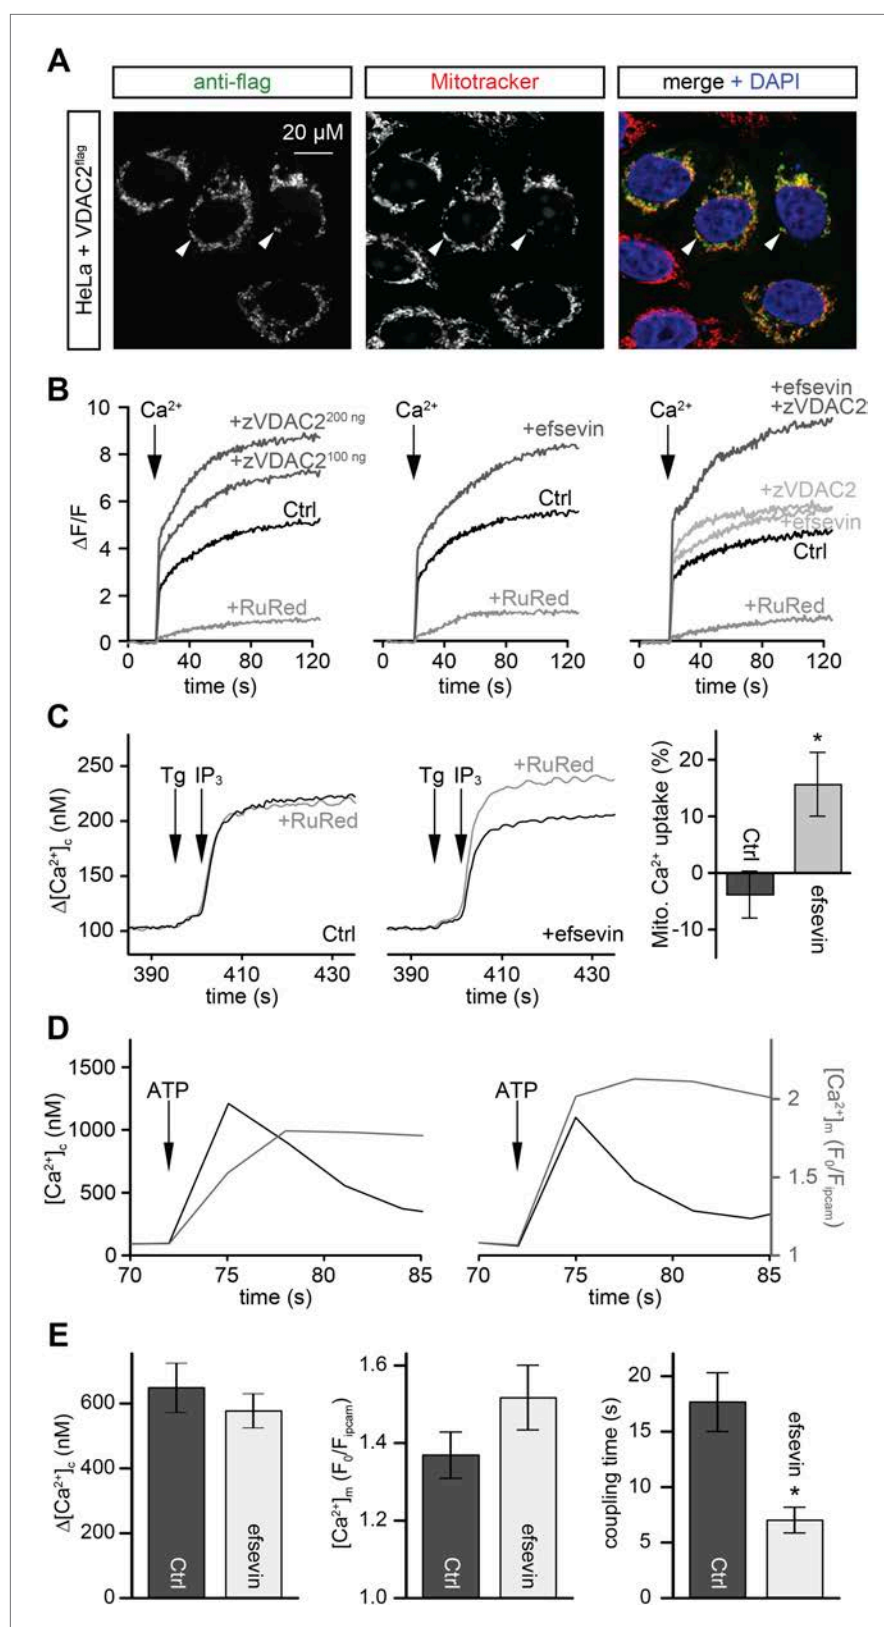 A
anti-flag
Mitotracker
merge + DAPI
HeLa + VDAC2flag
20 µM
B
ΔF/F
10
8
6
4
2
0
Ca2+
+zVDAC2200 ng
+zVDAC2100 ng
Ctrl
+RuRed
0 40 80 120
time (s)
Ca2+
+efsevin
Ctrl
+RuRed
0 40 80 120
time (s)
Ca2+
+efsevin
+zVDAC2
+zVDAC2
+efsevin
Ctrl
+RuRed
0 40 80 120
time (s)
C
Δ[Ca2+]c (nM)
250
200
150
100
Tg IP3
+RuRed
Ctrl
390 410 430
time (s)
Tg IP3
+RuRed
+efsevin
390 410 430
time (s)
Mito. Ca2+ uptake (%)
20
10
0
-10
Ctrl
*
efsevin
D
[Ca2+]c (nM)
1500
1000
500
0
ATP
70 75 80 85
time (s)
ATP
70 75 80 85
time (s)
2
1.5
1
[Ca2+]m (F0/Fipcam)
E
Δ[Ca2+]c (nM)
600
400
200
0
Ctrl
efsevin
[Ca2+]m (F0/Fipcam)
1.6
1.4
1.2
1.0
Ctrl
efsevin
coupling time (s)
20
15
10
5
0
Ctrl
efsevin
*